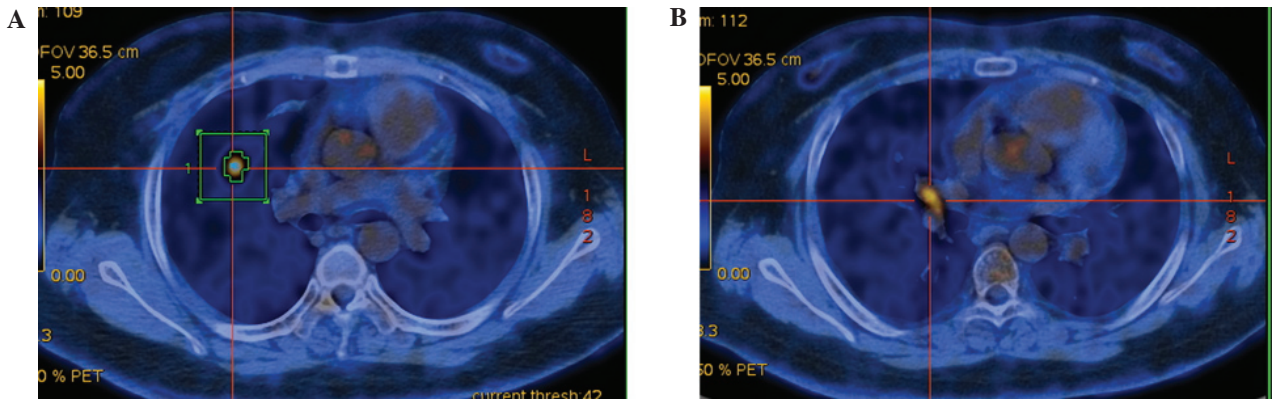 A
m: 109
DFOV 36.5 cm
5.00
1
L
1
8
2
0.00
.3
0 % PET
current thresh:42
B
m: 112
DFOV 36.5 cm
5.00
L
1
8
2
0.00
3.3
50 % PET